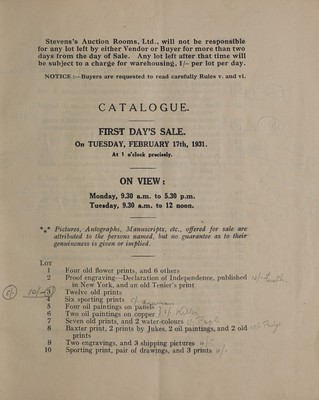 Stevens's Auction Rooms, Ltd., will not be responsible
for any lot left by either Vendor or Buyer for more than two
days from the day of Sale. Any lot left after that time will
be subject to a charge for warehousing, 1/- per lot per day.
NOTICE :—Buyers are requested to read carefully Rules v. and vi.
CATALOGUE.
FIRST DAY'S SALE.
On TUESDAY, FEBRUARY 17th, 1931.
At 1 o'clock precisely.
ON VIEW:
Monday, 9.30 a.m. to 5.30 p.m.
Tuesday, 9.30 a.m. to 12 noon.
*** Pictures, Autographs, Manuscripts, etc., offered for sale are
attributed to the persons named, but no guarantee as to their
genuineness is given or implied.
LOT
1 Four old flower prints, and 6 others
2 Proof engraving—Declaration of Independence, published
in New York, and an old Tenier's print
3 Twelve old prints
4 Six sporting prints
5 Four oil paintings on panels
6 Two oil paintings on copper
7 Seven old prints, and 2 water-colours
8 Baxter print, 2 prints by Jukes, 2 oil paintings, and 2 old
prints
9 Two engravings, and 3 shipping pictures
10 Sporting print, pair of drawings, and 3 prints